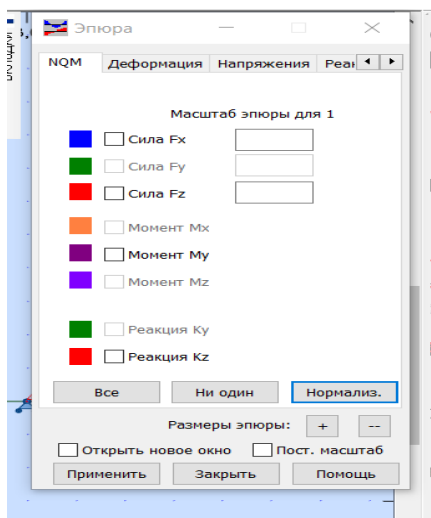 Эпюра
NQM Деформация Напряжения
Масштаб эпюры для 1
Сила Fx
Сила Fy
Сила Fz
Момент Mx
Момент My
Момент Mz
Реакция Ky
Реакция Kz
Все Ни один Нормализ.
Размеры эпюры: + --
Открыть новое окно Пост. масштаб
Применить Закрыть Помощь